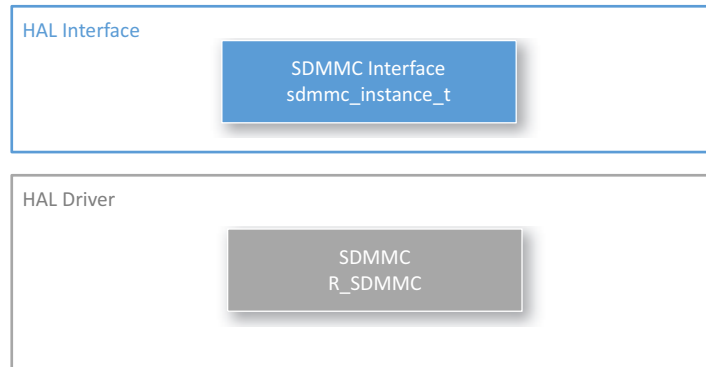 HAL Interface
SDMMC Interface
sdmmc_instance_t
HAL Driver
SDMMC
R_SDMMC